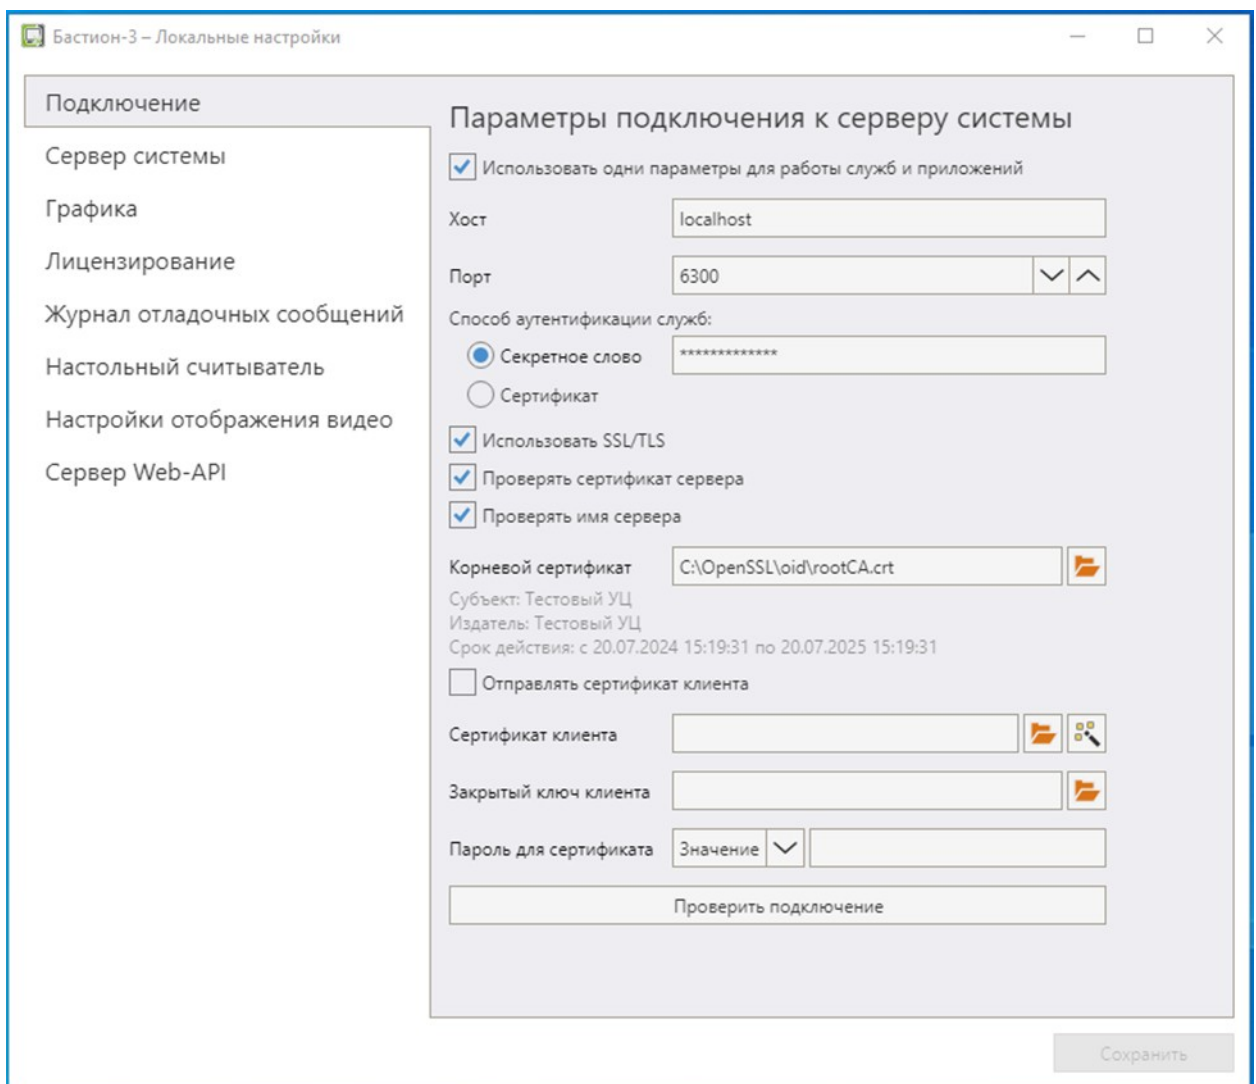 Бастион-3 – Локальные настройки
Подключение
Сервер системы
Графика
Лицензирование
Журнал отладочных сообщений
Настольный считыватель
Настройки отображения видео
Сервер Web-API
Параметры подключения к серверу системы
Использовать одни параметры для работы служб и приложений
Хост localhost
Порт 6300
Способ аутентификации служб:
Секретное слово *************
Сертификат
Использовать SSL/TLS
Проверять сертификат сервера
Проверять имя сервера
Корневой сертификат C:\OpenSSL\oid\rootCA.crt
Субъект: Тестовый УЦ
Издатель: Тестовый УЦ
Срок действия: с 20.07.2024 15:19:31 по 20.07.2025 15:19:31
Отправлять сертификат клиента
Сертификат клиента
Закрытый ключ клиента
Пароль для сертификата Значение
Проверить подключение
Сохранить